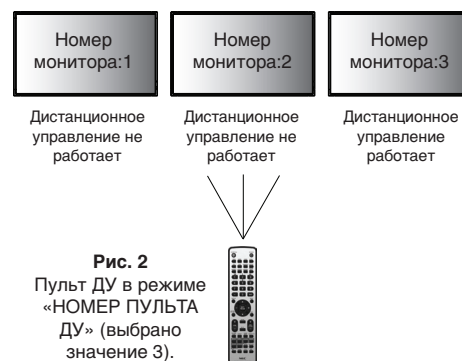 Номер
монитора:1
Номер
монитора:2
Номер
монитора:3
Дистанционное
управление не
работает
Дистанционное
управление не
работает
Дистанционное
управление
работает
Рис. 2
Пульт ДУ в режиме
«НОМЕР ПУЛЬТА
ДУ» (выбрано
значение 3).